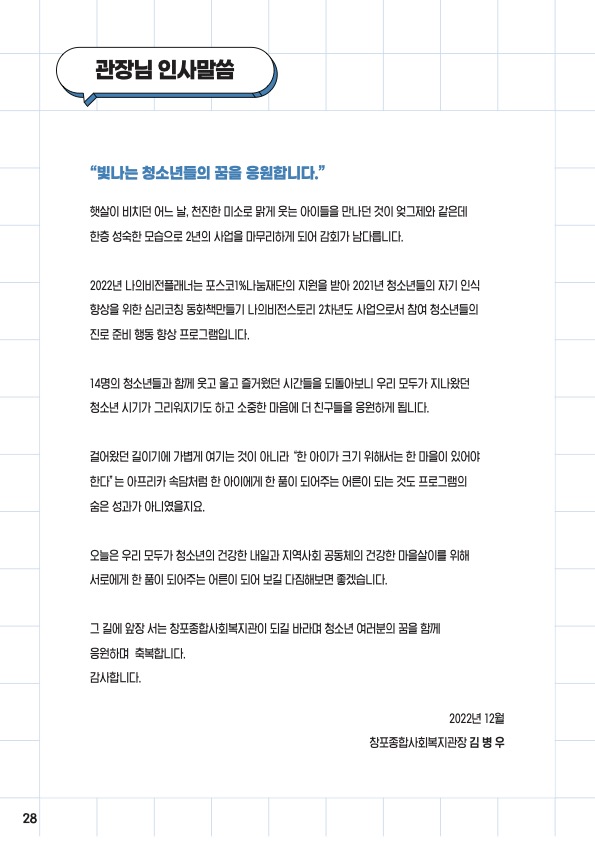 관장님 인사말씀
“빛나는 청소년들의 꿈을 응원합니다.”
햇살이 비치던 어느 날, 천진한 미소로 맑게 웃는 아이들을 만나던 것이 엊그제와 같은데
한층 성숙한 모습으로 2년의 사업을 마무리하게 되어 감회가 남다릅니다.
2022년 나의비전플래너는 포스코1%나눔재단의 지원을 받아 2021년 청소년들의 자기 인식
향상을 위한 심리코칭 동화책만들기 나의비전스토리 2차년도 사업으로서 참여 청소년들의
진로 준비 행동 향상 프로그램입니다.
14명의 청소년들과 함께 웃고 울고 즐거웠던 시간들을 되돌아보니 우리 모두가 지나왔던
청소년 시기가 그리워지기도 하고 소중한 마음에 더 친구들을 응원하게 됩니다.
걸어왔던 길이기에 가볍게 여기는 것이 아니라 “한 아이가 크기 위해서는 한 마을이 있어야
한다”는 아프리카 속담처럼 한 아이에게 한 품이 되어주는 어른이 되는 것도 프로그램의
숨은 성과가 아니였을지요.
오늘은 우리 모두가 청소년의 건강한 내일과 지역사회 공동체의 건강한 마을살이를 위해
서로에게 한 품이 되어주는 어른이 되어 보길 다짐해보면 좋겠습니다.
그 길에 앞장 서는 창포종합사회복지관이 되길 바라며 청소년 여러분의 꿈을 함께
응원하며 축복합니다.
감사합니다.
2022년 12월
창포종합사회복지관장 김 병 우
28